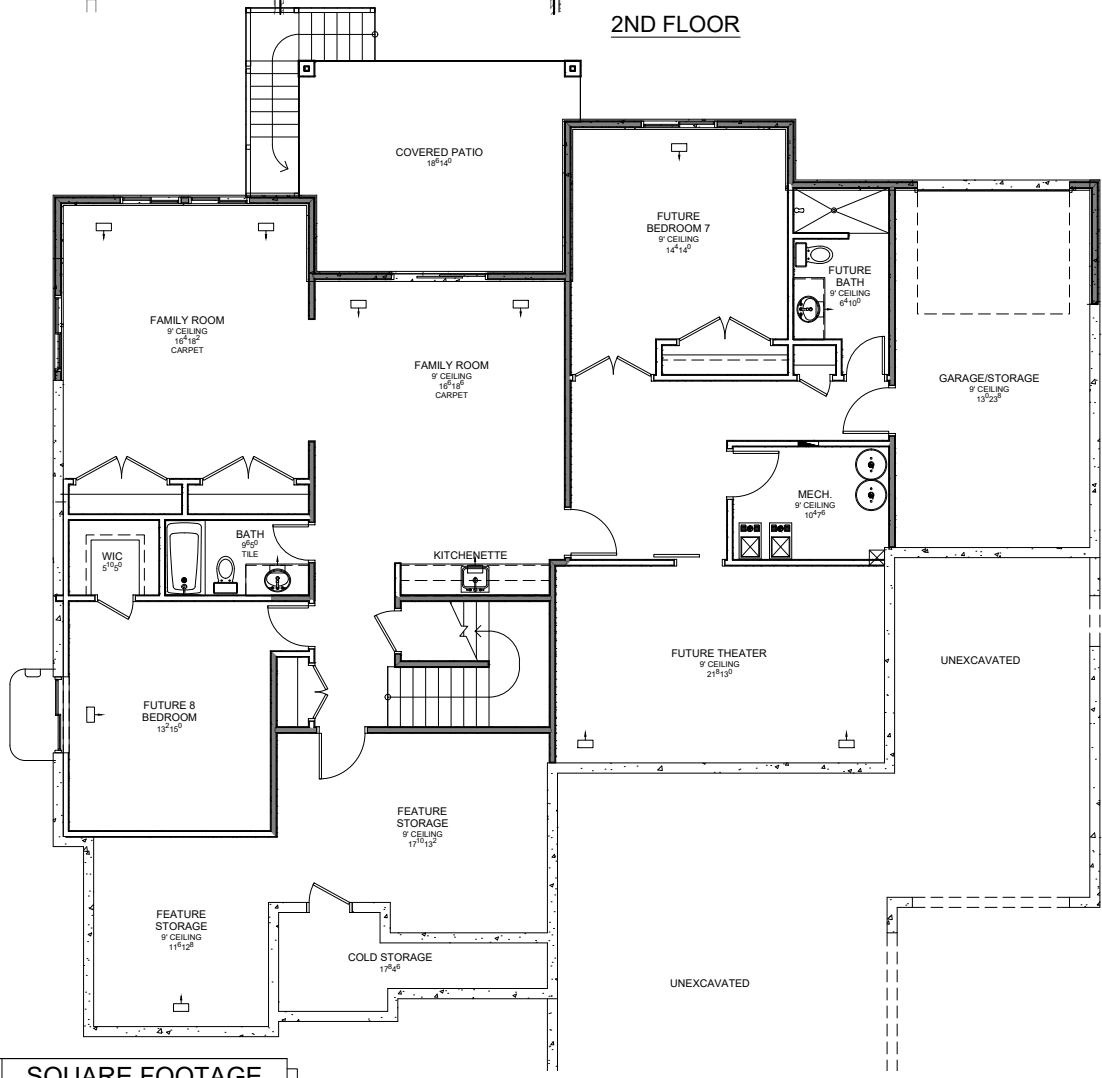 2ND FLOOR
COVERED PATIO
18⁶14⁰
FUTURE
BEDROOM 7
9' CEILING
14⁴14⁰
FUTURE
BATH
9' CEILING
6⁴10⁰
FAMILY ROOM
9' CEILING
16⁴18²
CARPET
FAMILY ROOM
9' CEILING
16⁶18⁶
CARPET
GARAGE/STORAGE
9' CEILING
13⁰23⁸
MECH.
9' CEILING
10⁴7⁶
WIC
5¹⁰5⁰
BATH
9⁶5⁰
TILE
KITCHENETTE
FUTURE THEATER
9' CEILING
21⁸13⁰
UNEXCAVATED
FUTURE 8
BEDROOM
13²15⁰
FEATURE
STORAGE
9' CEILING
17¹⁰13²
FEATURE
STORAGE
9' CEILING
11⁶12⁸
COLD STORAGE
17⁸4⁶
UNEXCAVATED
SQUARE FOOTAGE